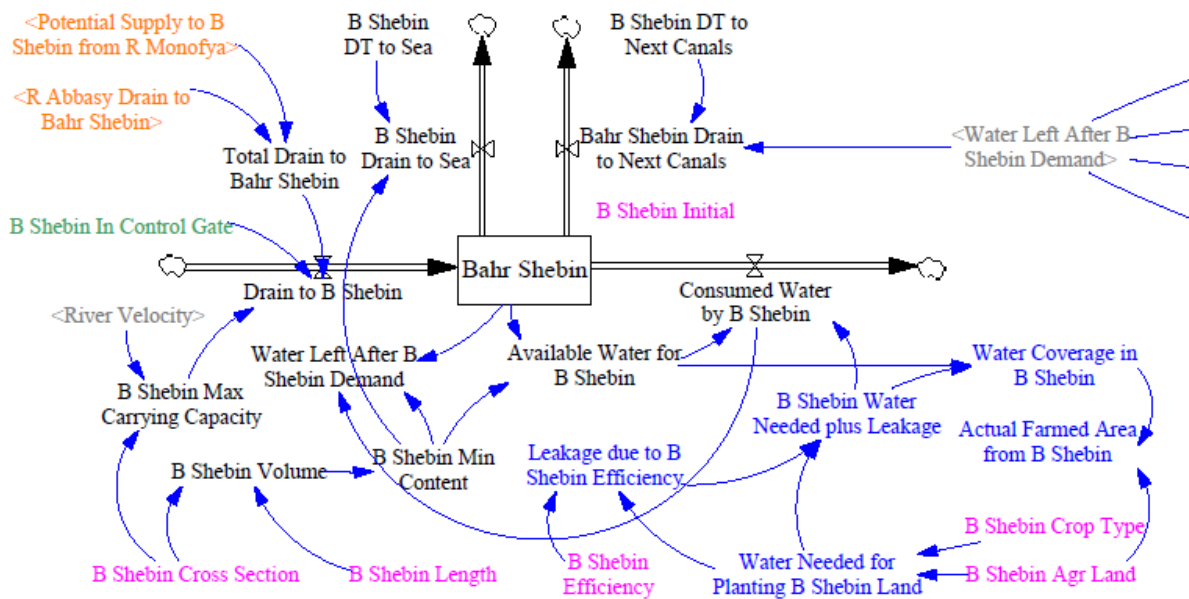 <Potential Supply to B
Shebin from R Monofya>
B Shebin
DT to Sea
B Shebin DT to
Next Canals
<R Abbasy Drain to
Bahr Shebin>
Total Drain to
Bahr Shebin
B Shebin
Drain to Sea
Bahr Shebin Drain
to Next Canals
<Water Left After B
Shebin Demand>
B Shebin In Control Gate
B Shebin Initial
Bahr Shebin
Drain to B Shebin
Consumed Water
by B Shebin
<River Velocity>
Water Left After B
Shebin Demand
Available Water for
B Shebin
Water Coverage in
B Shebin
B Shebin Max
Carrying Capacity
B Shebin Water
Needed plus Leakage
Actual Farmed Area
from B Shebin
B Shebin Volume
B Shebin Min
Content
Leakage due to B
Shebin Efficiency
B Shebin Crop Type
B Shebin Cross Section
B Shebin Length
B Shebin
Efficiency
Water Needed for
Planting B Shebin Land
B Shebin Agr Land